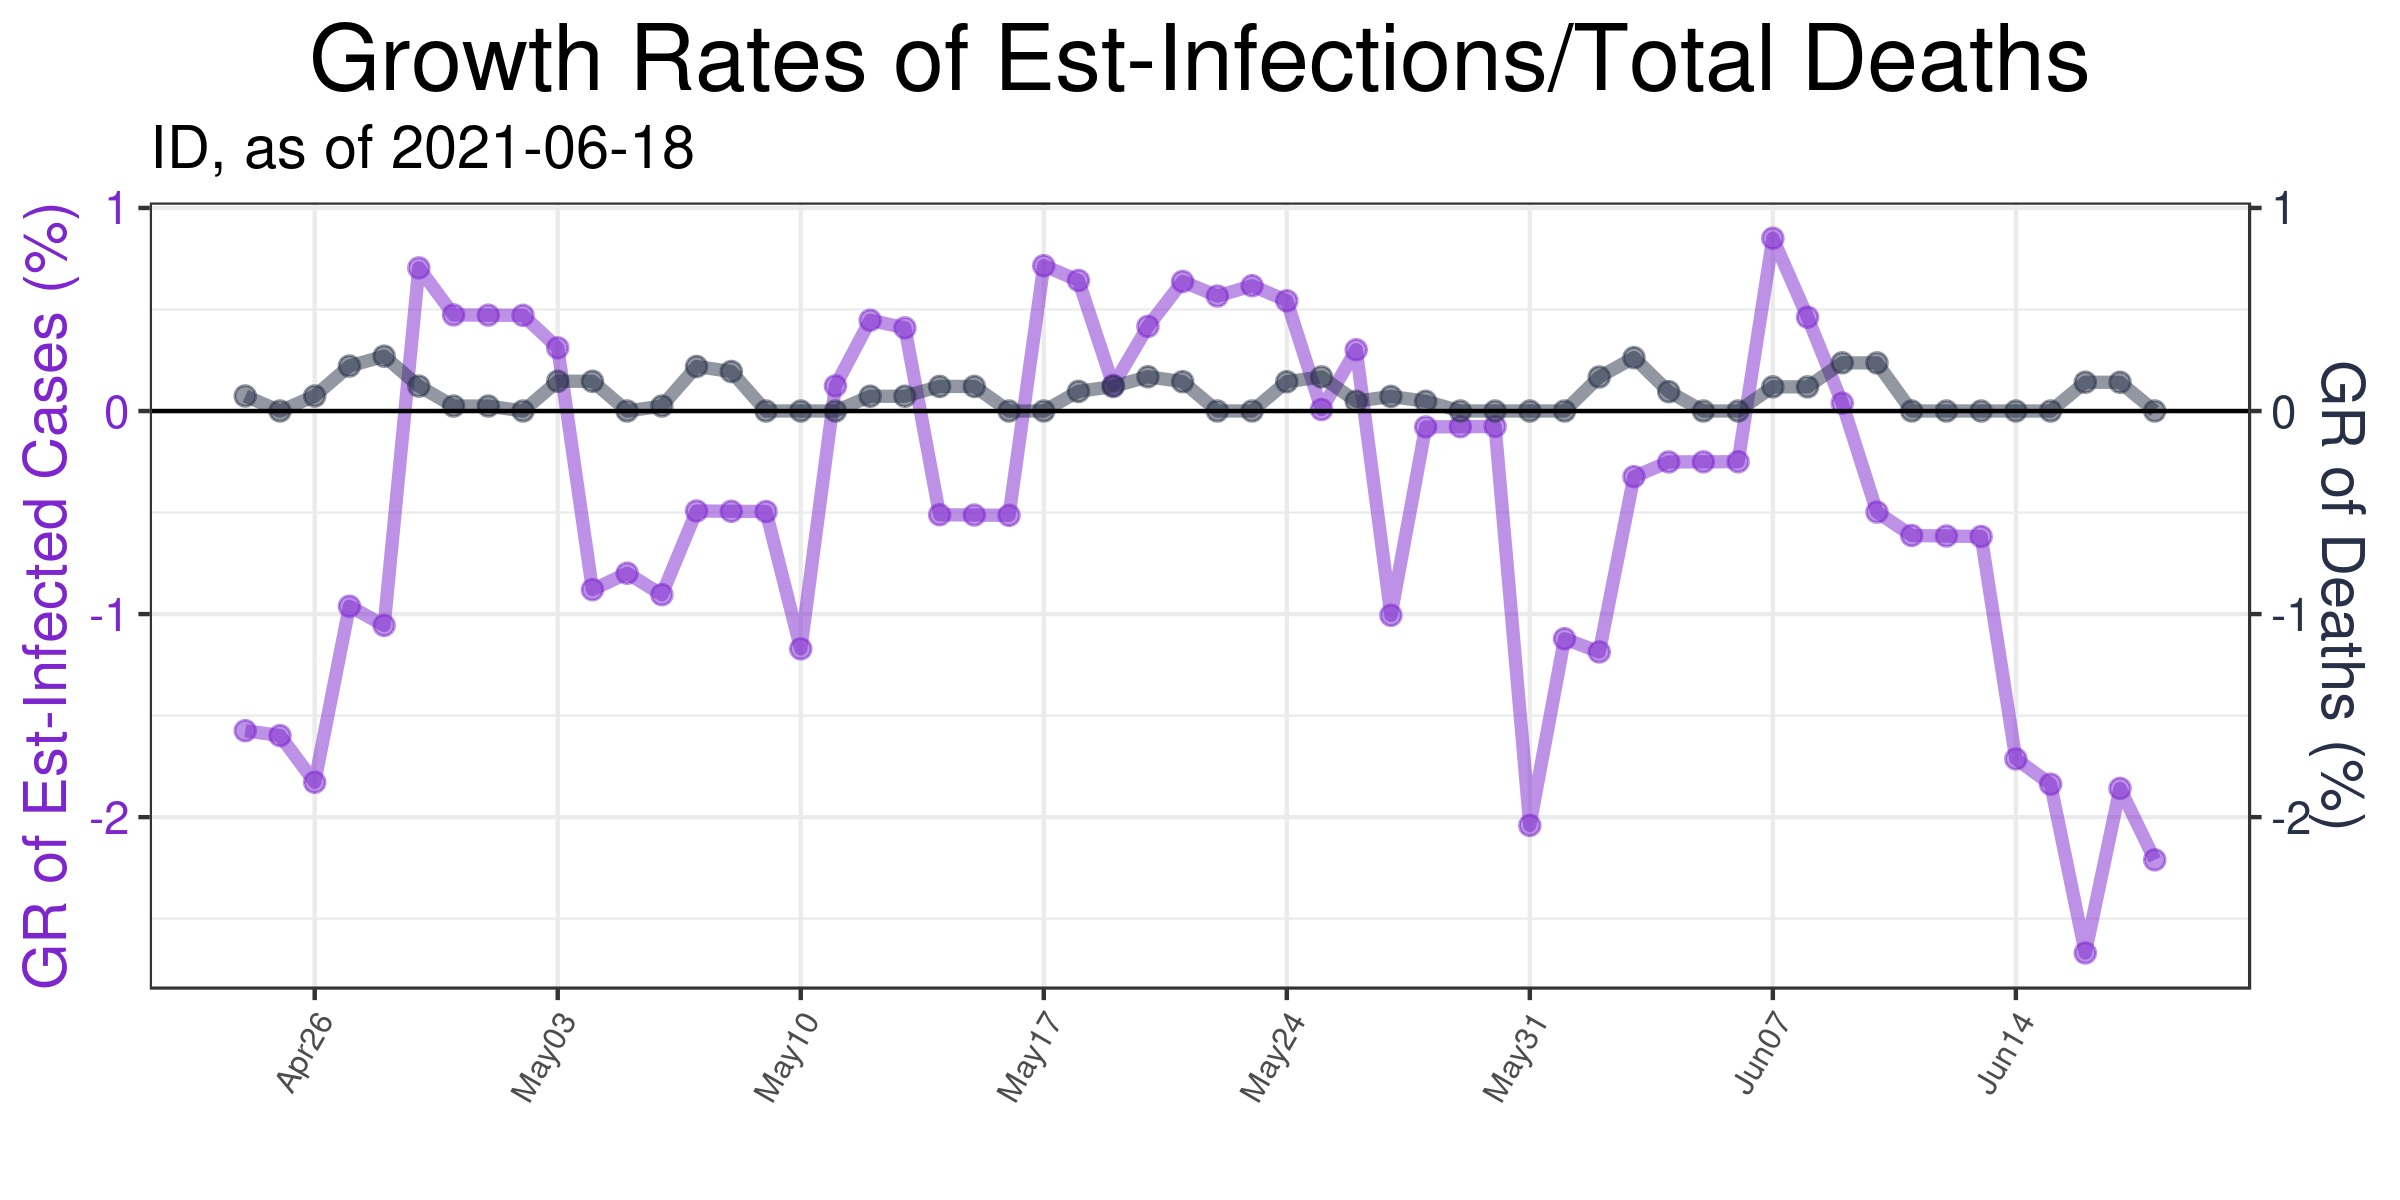 Growth Rates of Est-Infections/Total Deaths
ID, as of 2021-06-18
GR of Est-Infected Cases (%)
1
0
-1
-2
1
0
-1
-2
GR of Deaths (%)
Apr26
May03
May10
May17
May24
May31
Jun07
Jun14